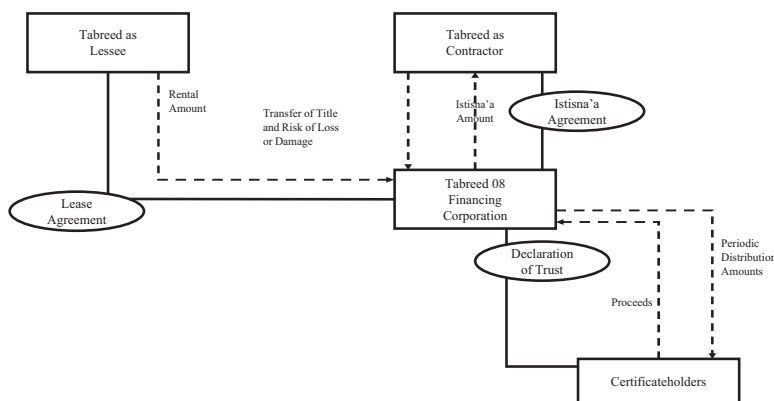 Tabreed as
Lessee
Tabreed as
Contractor
Rental
Amount
Transfer of Title
and Risk of Loss
or Damage
Istisna’a
Amount
Istisna’a
Agreement
Lease
Agreement
Tabreed 08
Financing
Corporation
Declaration
of Trust
Periodic
Distribution
Amounts
Proceeds
Certificateholders